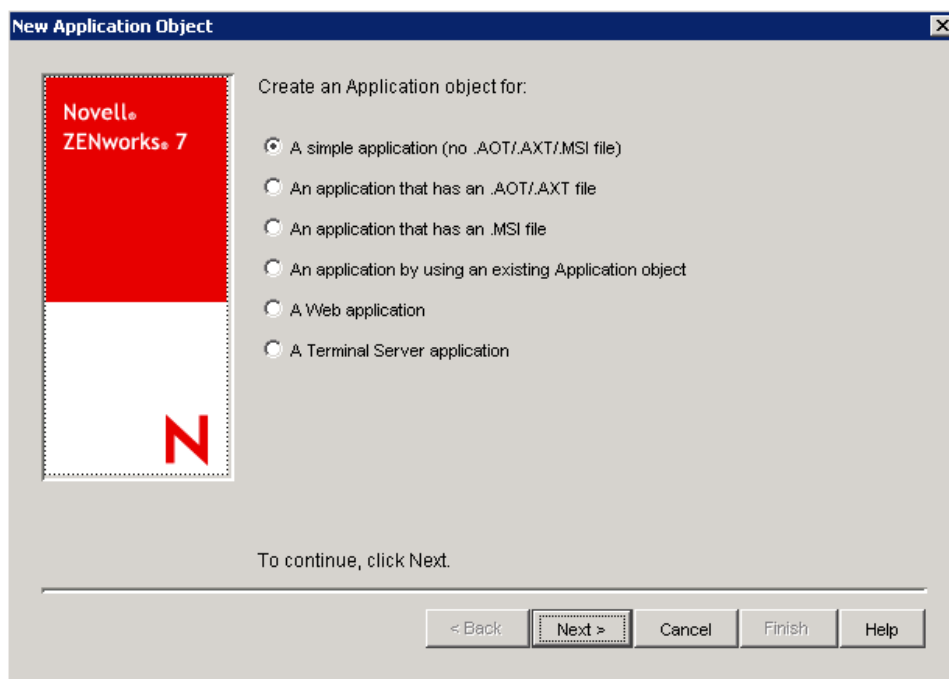 New Application Object
Novell®
ZENworks® 7
Create an Application object for:
A simple application (no .AOT/.AXT/.MSI file)
An application that has an .AOT/.AXT file
An application that has an .MSI file
An application by using an existing Application object
A Web application
A Terminal Server application
N
To continue, click Next.
< Back
Next >
Cancel
Finish
Help